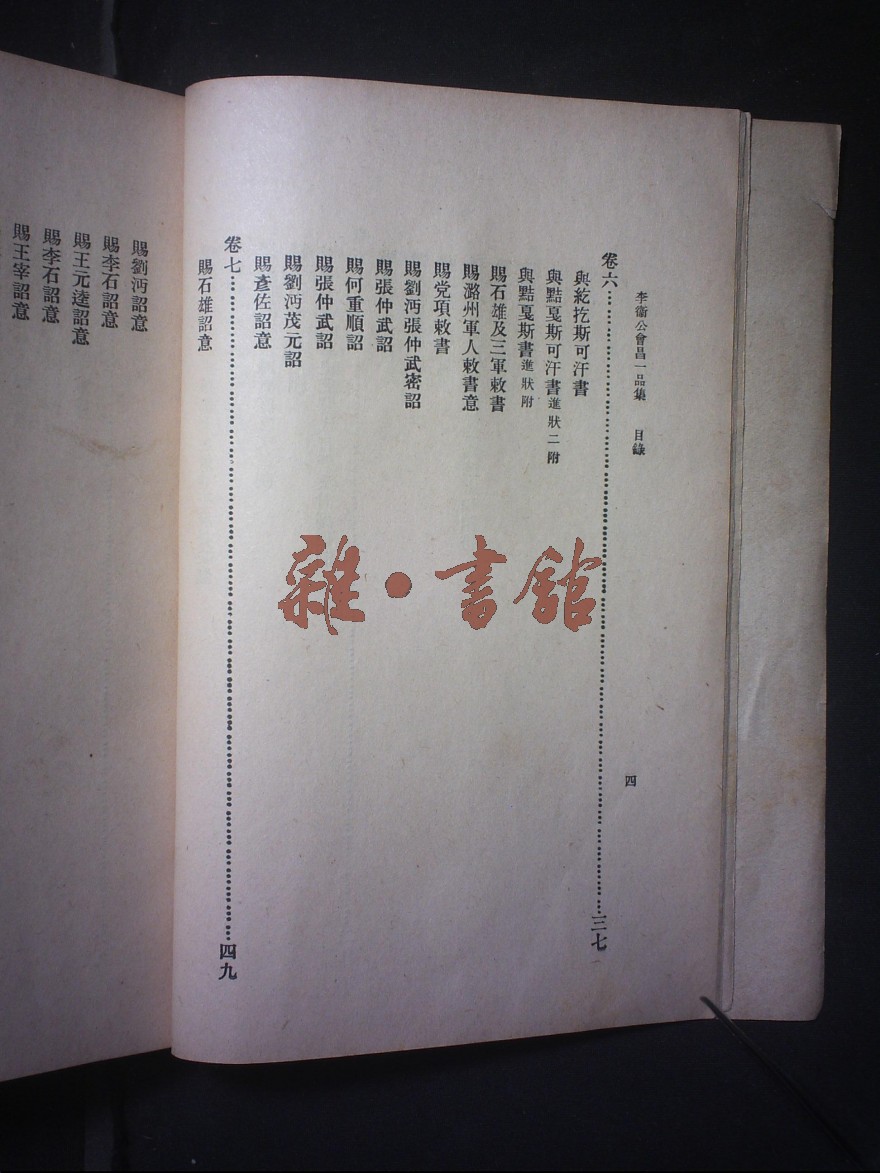 李衞公會昌一品集　目錄
四
卷六……三七
與紇扢斯可汗書
與黠戛斯可汗書進狀二附
與黠戛斯書進狀附
賜石雄及三軍敕書
賜潞州軍人敕書意
賜党項敕書
賜劉沔張仲武密詔
賜張仲武詔
賜何重順詔
賜張仲武詔
賜劉沔茂元詔
賜彥佐詔意
卷七……四九
賜石雄詔意
賜劉沔詔意
賜李石詔意
賜王元逵詔意
賜李石詔意
賜王宰詔意
雜·書館